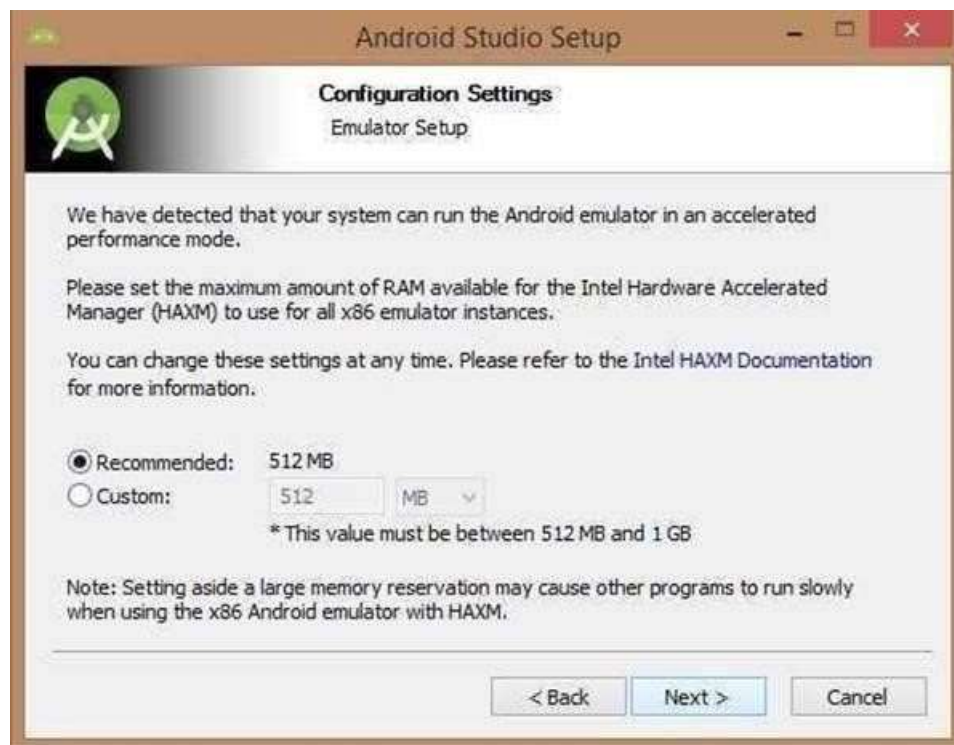 Android Studio Setup
Configuration Settings
Emulator Setup
We have detected that your system can run the Android emulator in an accelerated
performance mode.
Please set the maximum amount of RAM available for the Intel Hardware Accelerated
Manager (HAXM) to use for all x86 emulator instances.
You can change these settings at any time. Please refer to the Intel HAXM Documentation
for more information.
Recommended: 512 MB
Custom: 512 MB
* This value must be between 512 MB and 1 GB
Note: Setting aside a large memory reservation may cause other programs to run slowly
when using the x86 Android emulator with HAXM.
< Back Next > Cancel